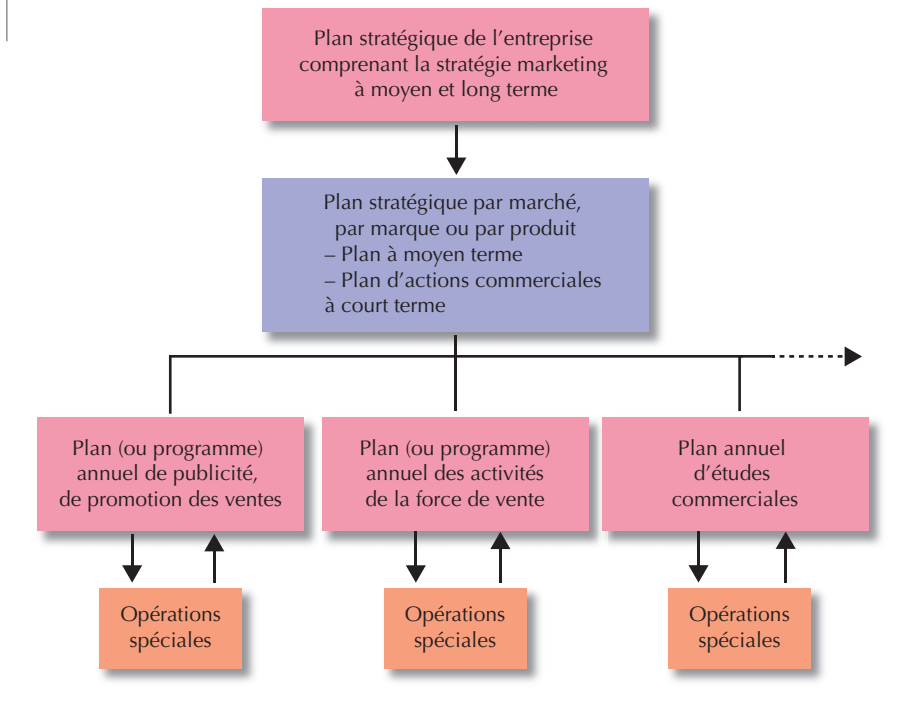 Plan stratégique de l’entreprise
comprenant la stratégie marketing
à moyen et long terme
Plan stratégique par marché,
par marque ou par produit
– Plan à moyen terme
– Plan d’actions commerciales
à court terme
Plan (ou programme)
annuel de publicité,
de promotion des ventes
Plan (ou programme)
annuel des activités
de la force de vente
Plan annuel
d’études
commerciales
Opérations
spéciales
Opérations
spéciales
Opérations
spéciales